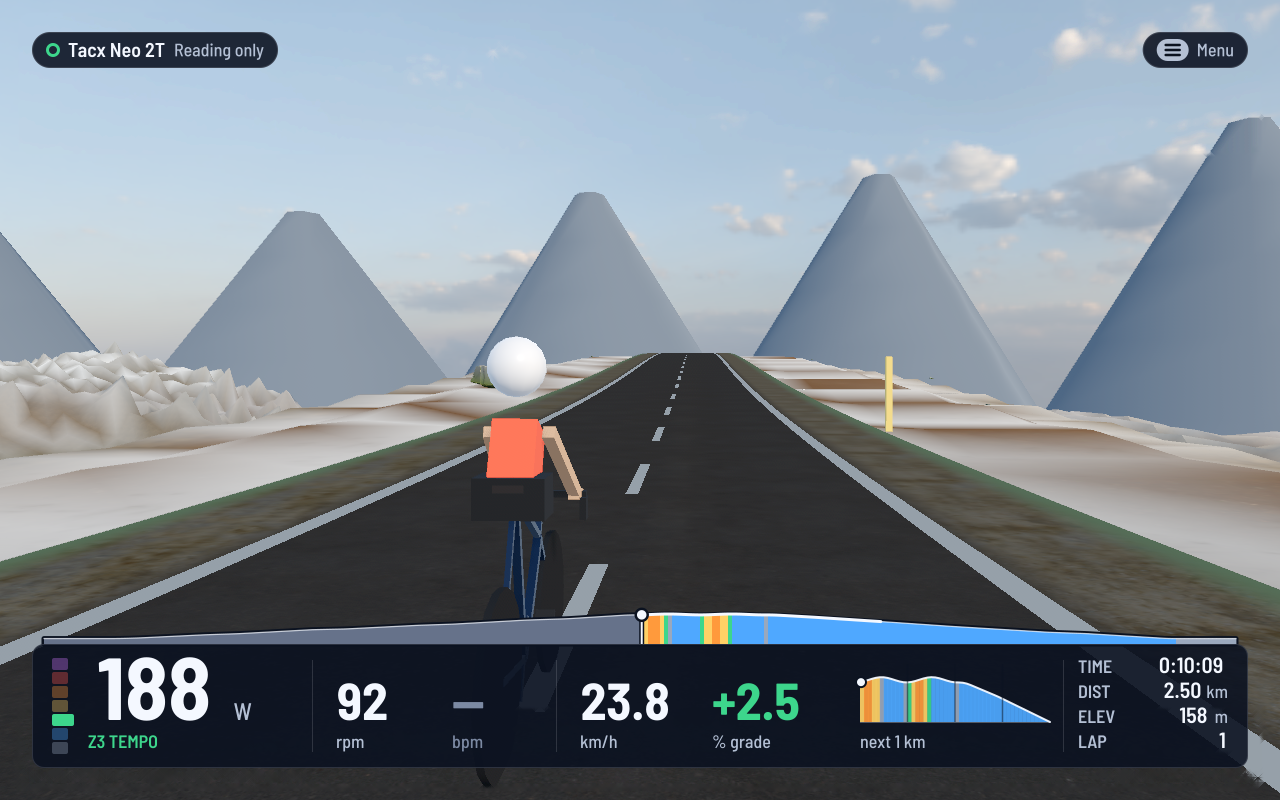 Tacx Neo 2T Reading only
Menu
188 W
Z3 TEMPO
92
rpm
—
bpm
23.8
km/h
+2.5
% grade
next 1 km
TIME 0:10:09
DIST 2.50 km
ELEV 158 m
LAP 1